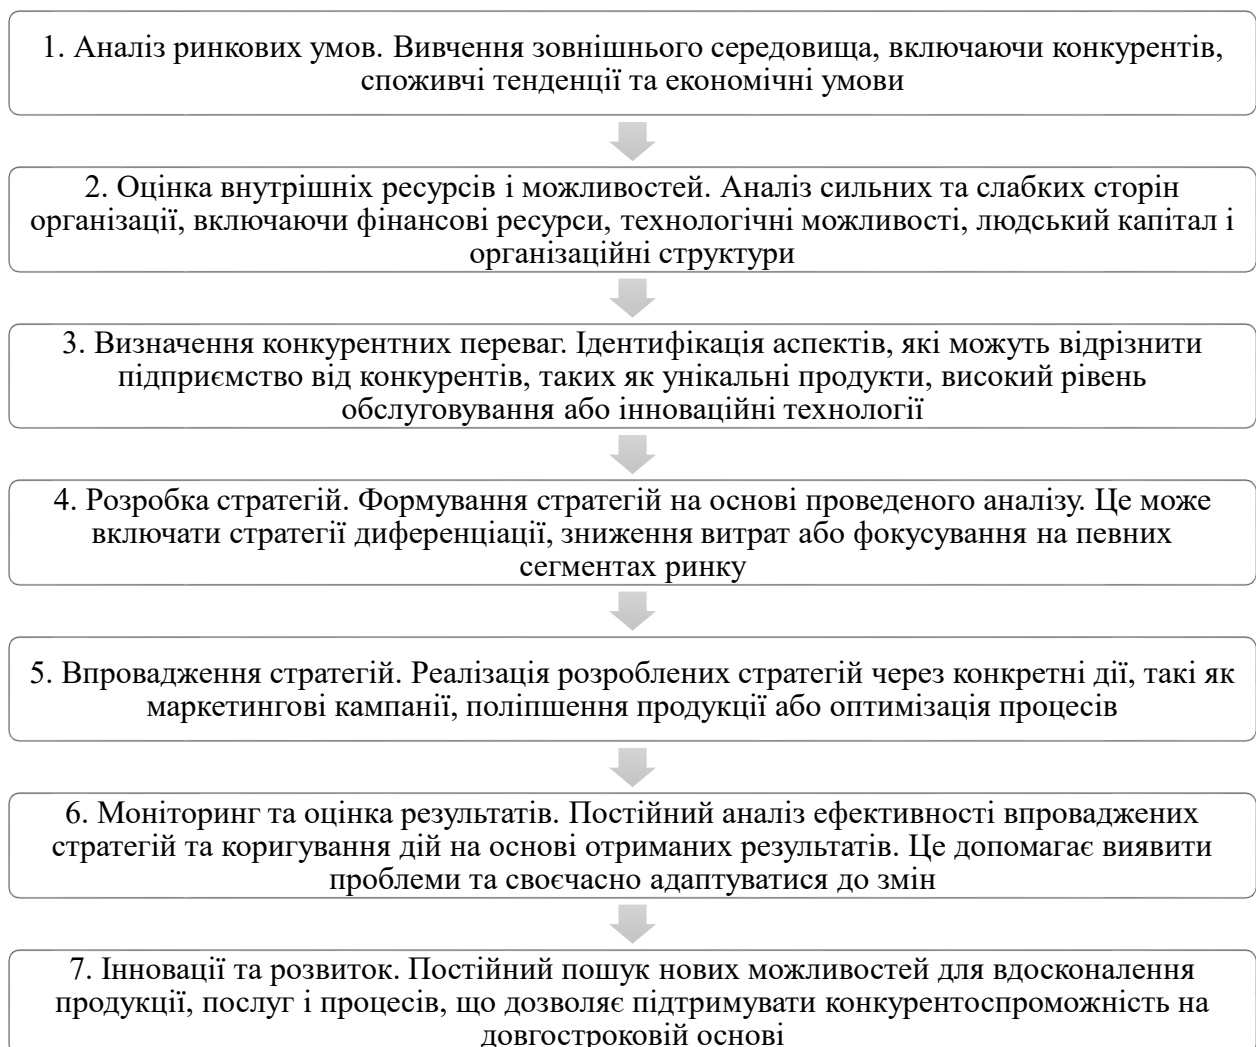 1. Аналіз ринкових умов. Вивчення зовнішнього середовища, включаючи конкурентів,
споживчі тенденції та економічні умови
2. Оцінка внутрішніх ресурсів і можливостей. Аналіз сильних та слабких сторін
організації, включаючи фінансові ресурси, технологічні можливості, людський капітал і
організаційні структури
3. Визначення конкурентних переваг. Ідентифікація аспектів, які можуть відрізнити
підприємство від конкурентів, таких як унікальні продукти, високий рівень
обслуговування або інноваційні технології
4. Розробка стратегій. Формування стратегій на основі проведеного аналізу. Це може
включати стратегії диференціації, зниження витрат або фокусування на певних
сегментах ринку
5. Впровадження стратегій. Реалізація розроблених стратегій через конкретні дії, такі як
маркетингові кампанії, поліпшення продукції або оптимізація процесів
6. Моніторинг та оцінка результатів. Постійний аналіз ефективності впроваджених
стратегій та коригування дій на основі отриманих результатів. Це допомагає виявити
проблеми та своєчасно адаптуватися до змін
7. Інновації та розвиток. Постійний пошук нових можливостей для вдосконалення
продукції, послуг і процесів, що дозволяє підтримувати конкурентоспроможність на
довгостроковій основі